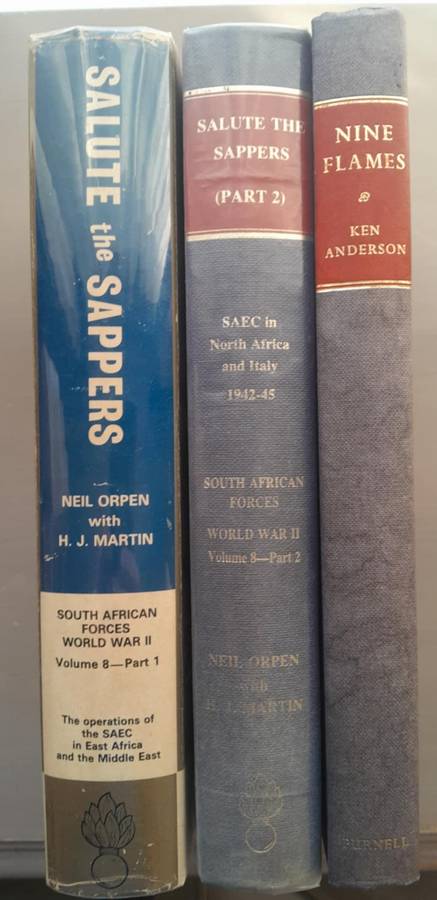 SALUTE the SAPPERS
NEIL ORPEN
with
H. J. MARTIN
SOUTH AFRICAN
FORCES
WORLD WAR II
Volume 8—Part 1
The operations of
the SAEC
in East Africa
and the Middle East
SALUTE THE
SAPPERS
(PART 2)
SAEC in
North Africa
and Italy
1942-45
SOUTH AFRICAN
FORCES
WORLD WAR II
Volume 8—Part 2
NEIL ORPEN
with
H. J. MARTIN
NINE
FLAMES
KEN
ANDERSON
PURNELL